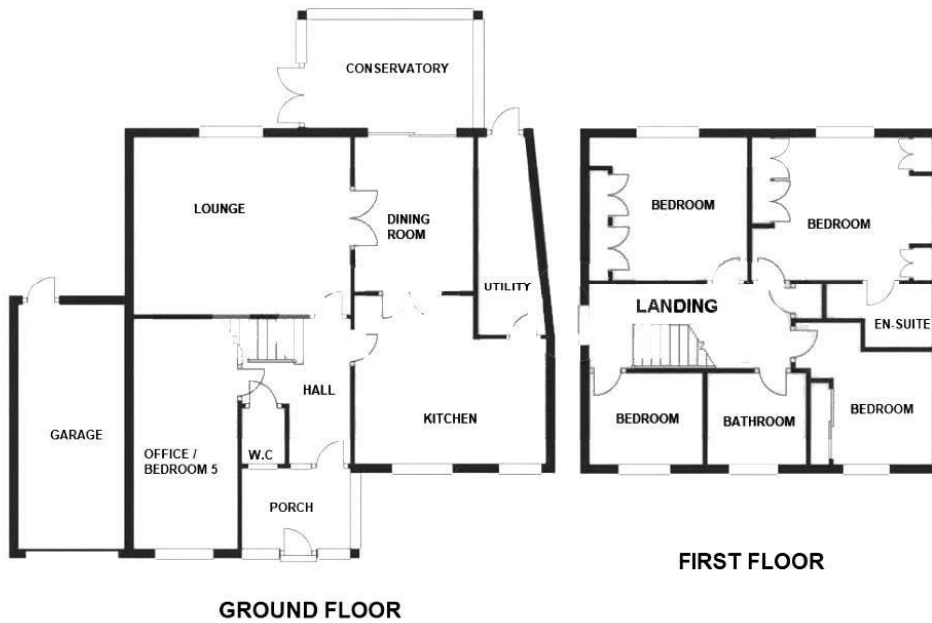 CONSERVATORY
LOUNGE
DINING
ROOM
UTILITY
HALL
KITCHEN
GARAGE
OFFICE /
BEDROOM 5
W.C
PORCH
GROUND FLOOR
BEDROOM
BEDROOM
LANDING
EN-SUITE
BEDROOM
BATHROOM
BEDROOM
FIRST FLOOR